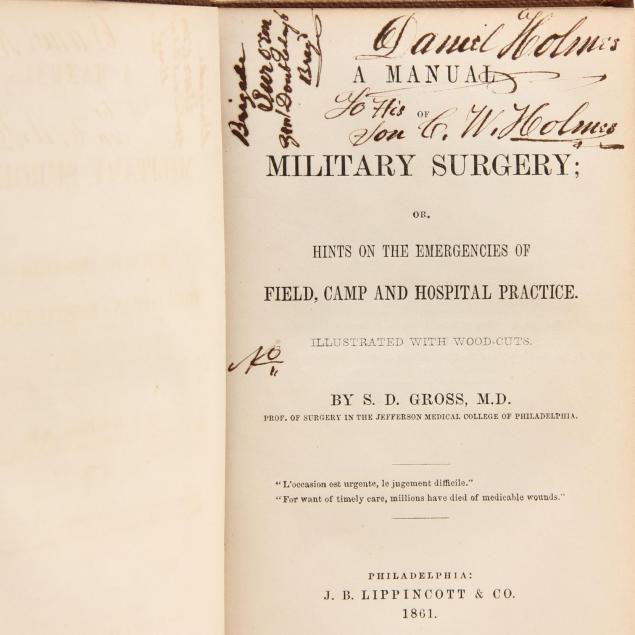 Daniel Holmes
To His
Son C. W. Holmes
Brigade
Surgeon
Genl Doubleday's
Brigd
A MANUAL
OF
MILITARY SURGERY;
OR,
HINTS ON THE EMERGENCIES OF
FIELD, CAMP AND HOSPITAL PRACTICE.
ILLUSTRATED WITH WOOD-CUTS.
No
BY S. D. GROSS, M.D.
PROF. OF SURGERY IN THE JEFFERSON MEDICAL COLLEGE OF PHILADELPHIA.
"L'occasion est urgente, le jugement difficile."
"For want of timely care, millions have died of medicable wounds."
PHILADELPHIA:
J. B. LIPPINCOTT & CO.
1861.